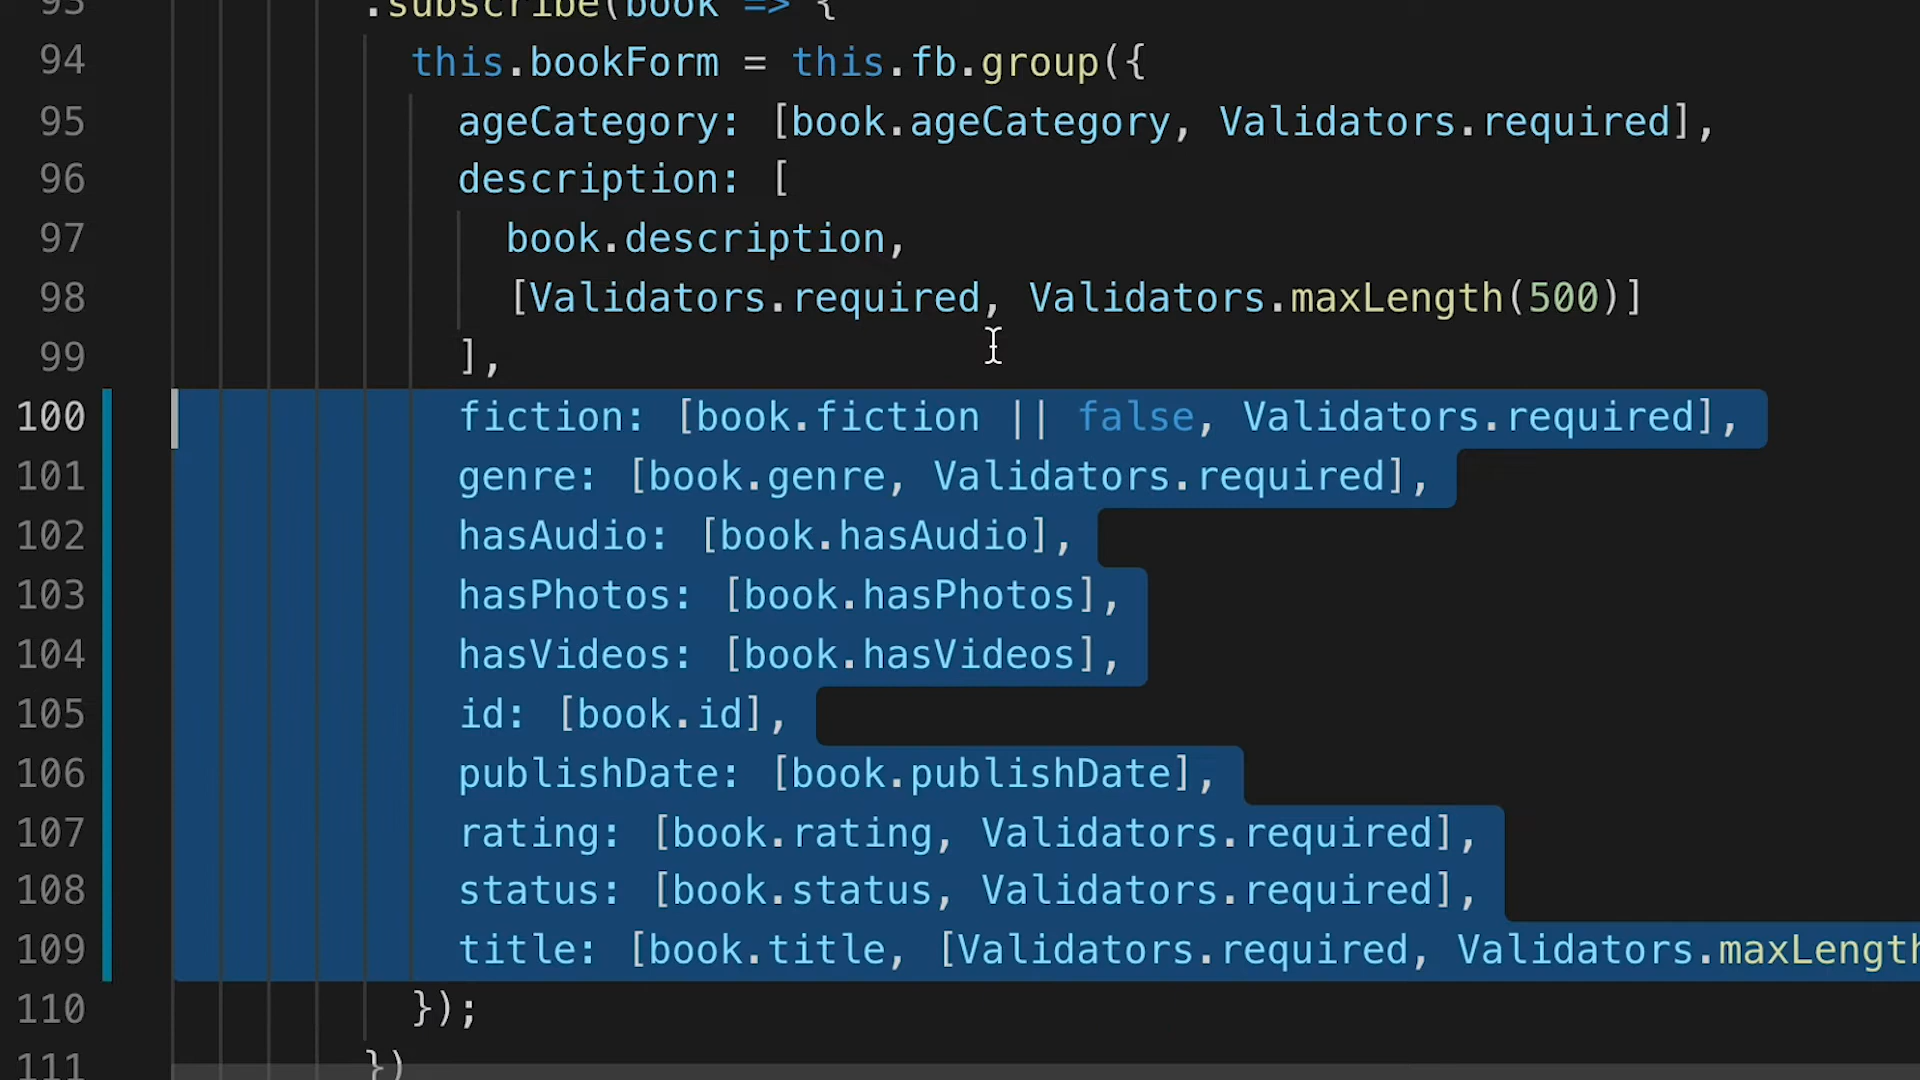 93 .subscribe(book => {
94 this.bookForm = this.fb.group({
95 ageCategory: [book.ageCategory, Validators.required],
96 description: [
97 book.description,
98 [Validators.required, Validators.maxLength(500)]
99 ],
100 fiction: [book.fiction || false, Validators.required],
101 genre: [book.genre, Validators.required],
102 hasAudio: [book.hasAudio],
103 hasPhotos: [book.hasPhotos],
104 hasVideos: [book.hasVideos],
105 id: [book.id],
106 publishDate: [book.publishDate],
107 rating: [book.rating, Validators.required],
108 status: [book.status, Validators.required],
109 title: [book.title, [Validators.required, Validators.maxLength
110 });
111 })